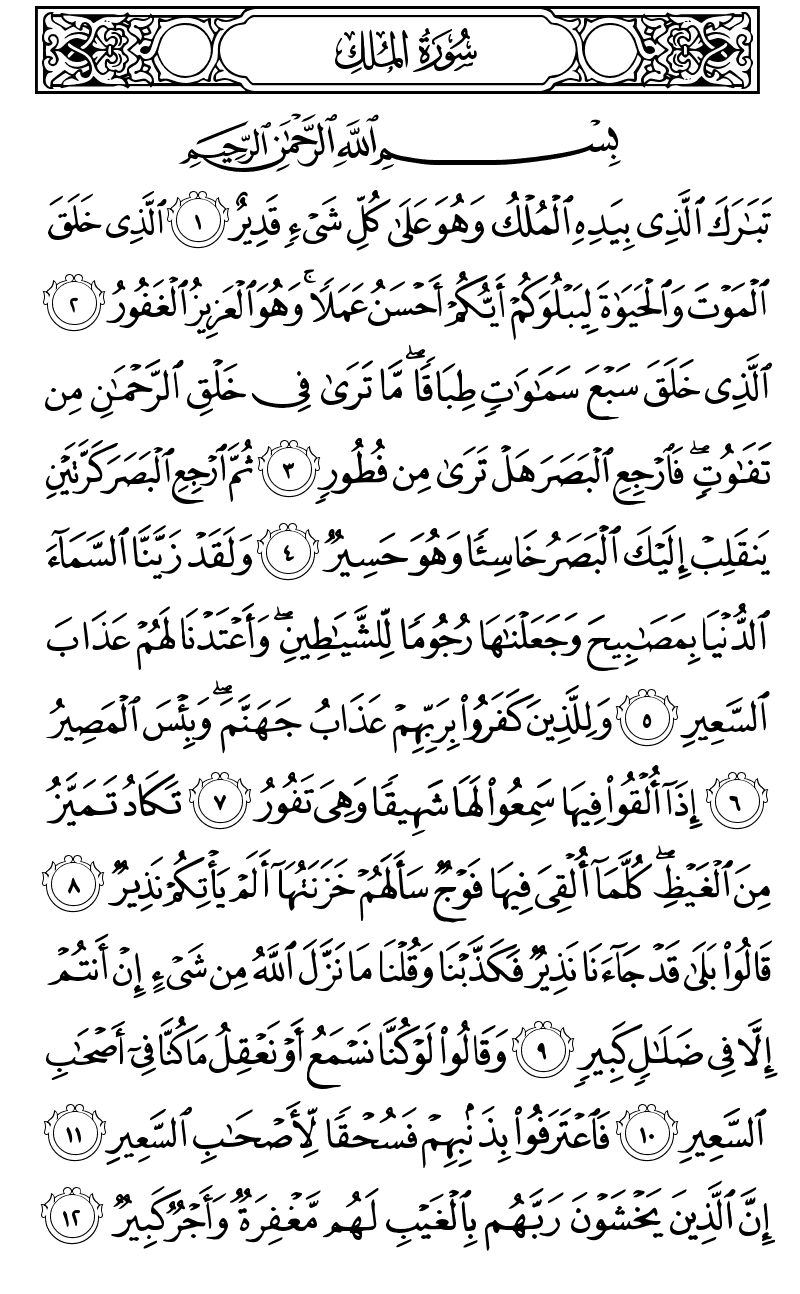 سُورَةُ المُلْكِ
بِسْمِ ٱللَّهِ ٱلرَّحْمَٰنِ ٱلرَّحِيمِ
تَبَٰرَكَ ٱلَّذِى بِيَدِهِ ٱلْمُلْكُ وَهُوَ عَلَىٰ كُلِّ شَىْءٍ قَدِيرٌ ١ ٱلَّذِى خَلَقَ
ٱلْمَوْتَ وَٱلْحَيَوٰةَ لِيَبْلُوَكُمْ أَيُّكُمْ أَحْسَنُ عَمَلًا ۚ وَهُوَ ٱلْعَزِيزُ ٱلْغَفُورُ ٢
ٱلَّذِى خَلَقَ سَبْعَ سَمَٰوَٰتٍ طِبَاقًا ۖ مَّا تَرَىٰ فِى خَلْقِ ٱلرَّحْمَٰنِ مِن
تَفَٰوُتٍ ۖ فَٱرْجِعِ ٱلْبَصَرَ هَلْ تَرَىٰ مِن فُطُورٍ ٣ ثُمَّ ٱرْجِعِ ٱلْبَصَرَ كَرَّتَيْنِ
يَنقَلِبْ إِلَيْكَ ٱلْبَصَرُ خَاسِئًا وَهُوَ حَسِيرٌ ٤ وَلَقَدْ زَيَّنَّا ٱلسَّمَآءَ
ٱلدُّنْيَا بِمَصَٰبِيحَ وَجَعَلْنَٰهَا رُجُومًا لِّلشَّيَٰطِينِ ۖ وَأَعْتَدْنَا لَهُمْ عَذَابَ
ٱلسَّعِيرِ ٥ وَلِلَّذِينَ كَفَرُوا۟ بِرَبِّهِمْ عَذَابُ جَهَنَّمَ ۖ وَبِئْسَ ٱلْمَصِيرُ
٦ إِذَآ أُلْقُوا۟ فِيهَا سَمِعُوا۟ لَهَا شَهِيقًا وَهِىَ تَفُورُ ٧ تَكَادُ تَمَيَّزُ
مِنَ ٱلْغَيْظِ ۖ كُلَّمَآ أُلْقِىَ فِيهَا فَوْجٌ سَأَلَهُمْ خَزَنَتُهَآ أَلَمْ يَأْتِكُمْ نَذِيرٌ ٨
قَالُوا۟ بَلَىٰ قَدْ جَآءَنَا نَذِيرٌ فَكَذَّبْنَا وَقُلْنَا مَا نَزَّلَ ٱللَّهُ مِن شَىْءٍ إِنْ أَنتُمْ
إِلَّا فِى ضَلَٰلٍ كَبِيرٍ ٩ وَقَالُوا۟ لَوْ كُنَّا نَسْمَعُ أَوْ نَعْقِلُ مَا كُنَّا فِىٓ أَصْحَٰبِ
ٱلسَّعِيرِ ١٠ فَٱعْتَرَفُوا۟ بِذَنۢبِهِمْ فَسُحْقًا لِّأَصْحَٰبِ ٱلسَّعِيرِ ١١
إِنَّ ٱلَّذِينَ يَخْشَوْنَ رَبَّهُم بِٱلْغَيْبِ لَهُم مَّغْفِرَةٌ وَأَجْرٌ كَبِيرٌ ١٢